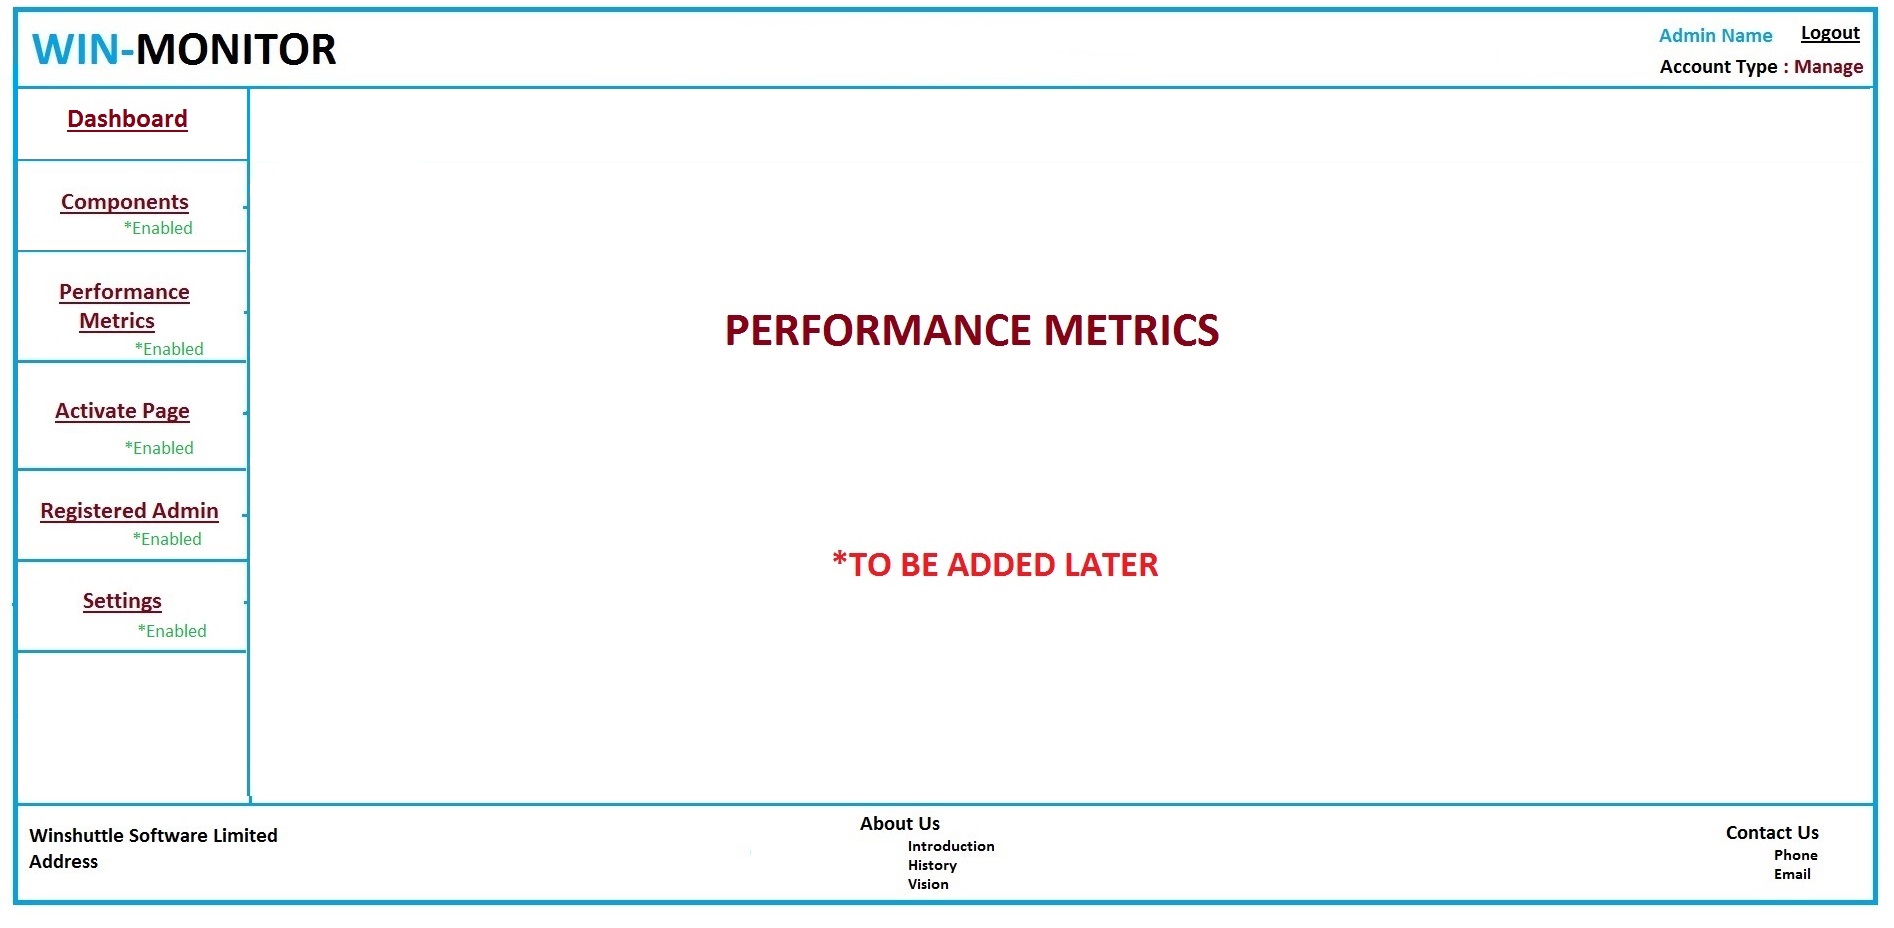 WIN-MONITOR
Admin Name Logout
Account Type : Manage
Dashboard
Components
*Enabled
Performance
Metrics
*Enabled
Activate Page
*Enabled
Registered Admin
*Enabled
Settings
*Enabled
PERFORMANCE METRICS
*TO BE ADDED LATER
Winshuttle Software Limited
Address
About Us
Introduction
History
Vision
Contact Us
Phone
Email